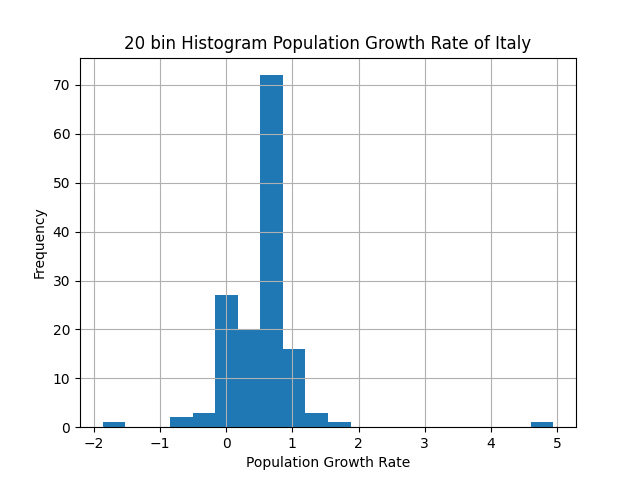 20 bin Histogram Population Growth Rate of Italy
70
60
50
40
30
20
10
0
Frequency
−2 −1 0 1 2 3 4 5
Population Growth Rate